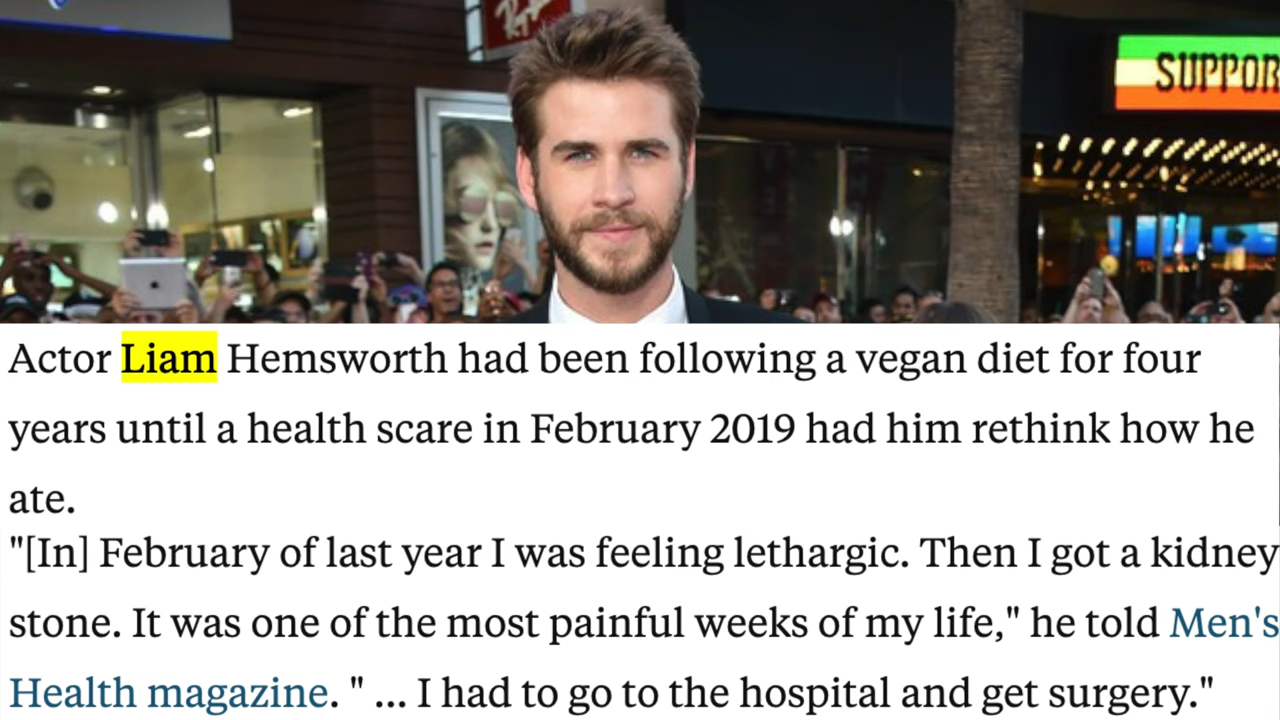 Ray-Ban
SUPPOR
Actor Liam Hemsworth had been following a vegan diet for four
years until a health scare in February 2019 had him rethink how he
ate.
"[In] February of last year I was feeling lethargic. Then I got a kidney
stone. It was one of the most painful weeks of my life," he told Men's
Health magazine. " ... I had to go to the hospital and get surgery."